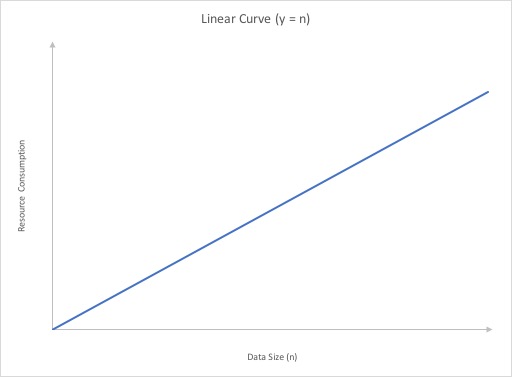 Linear Curve (y = n)
Resource Consumption
Data Size (n)